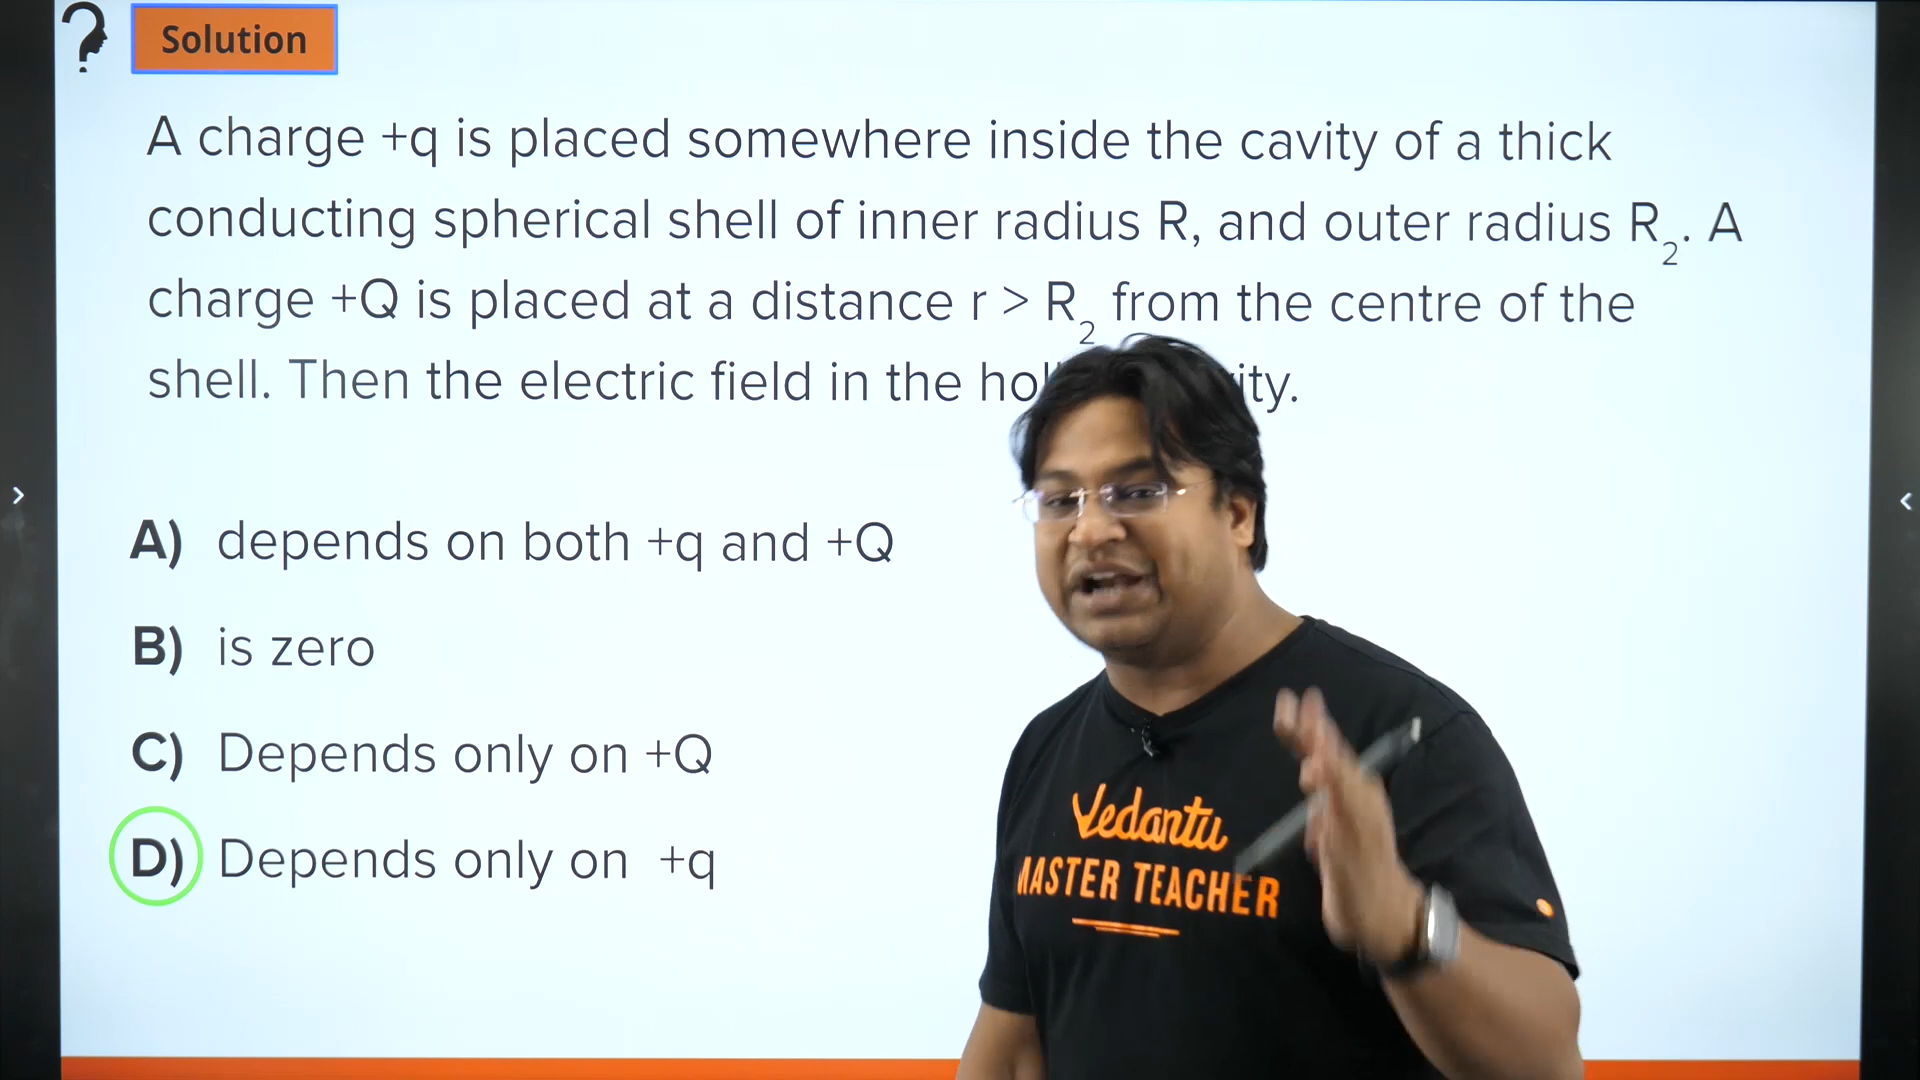 Solution
A charge +q is placed somewhere inside the cavity of a thick
conducting spherical shell of inner radius R, and outer radius R₂. A
charge +Q is placed at a distance r > R₂ from the centre of the
shell. Then the electric field in the
A) depends on both +q and +Q
B) is zero
C) Depends only on +Q
D) Depends only on +q
Vedantu
MASTER TEACHER